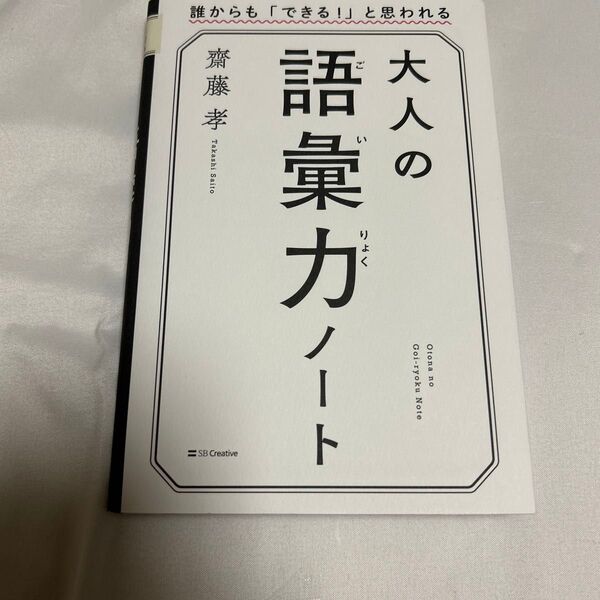 誰からも「できる！」と思われる
大人の
語彙力ノート
ごいりょく
齋藤孝
Takashi Saito
Otona no
Goi-ryoku Note
SB Creative